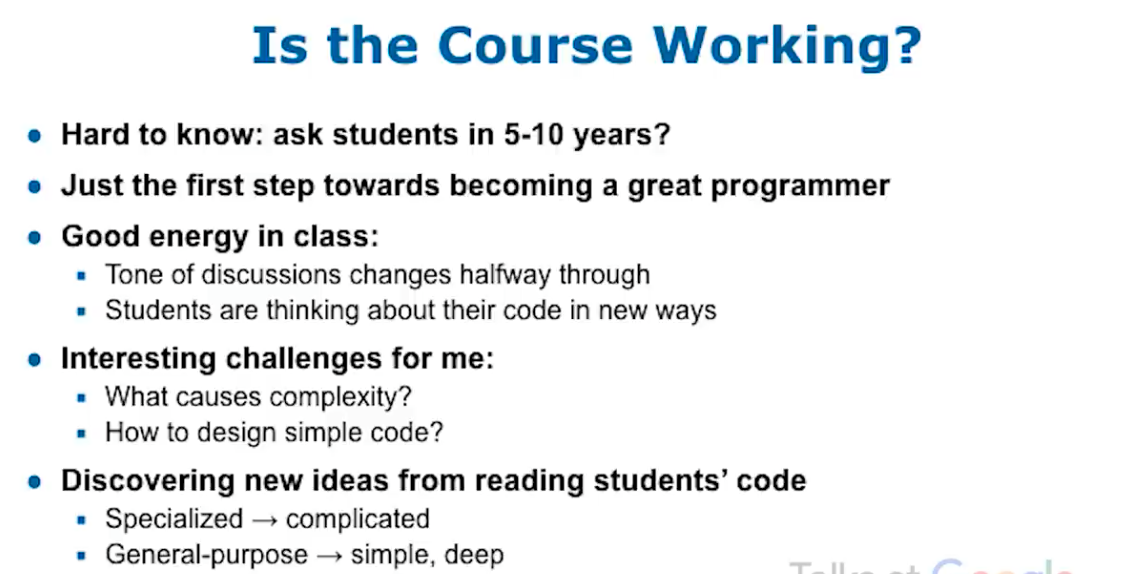 Is the Course Working?
• Hard to know: ask students in 5-10 years?
• Just the first step towards becoming a great programmer
• Good energy in class:
▪ Tone of discussions changes halfway through
▪ Students are thinking about their code in new ways
• Interesting challenges for me:
▪ What causes complexity?
▪ How to design simple code?
• Discovering new ideas from reading students’ code
▪ Specialized → complicated
▪ General-purpose → simple, deep